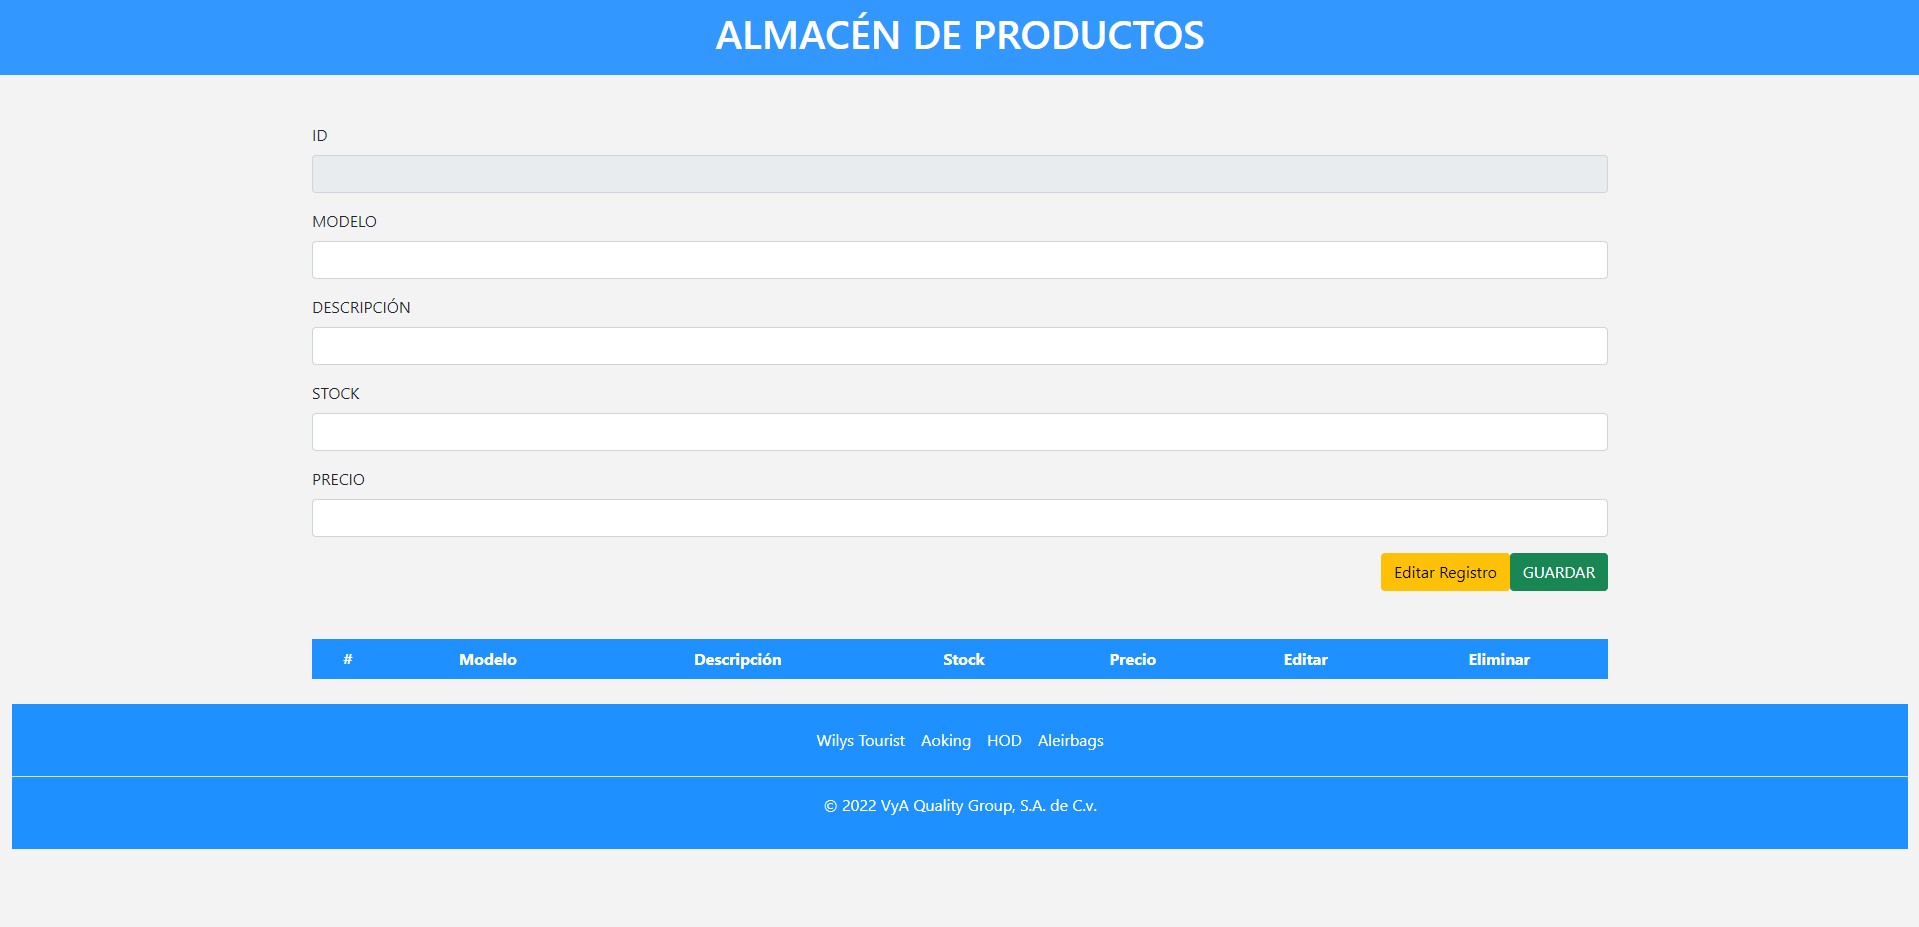 ALMACÉN DE PRODUCTOS
ID
MODELO
DESCRIPCIÓN
STOCK
PRECIO
Editar Registro GUARDAR
# Modelo Descripción Stock Precio Editar Eliminar
Wilys Tourist Aoking HOD Aleirbags
© 2022 VyA Quality Group, S.A. de C.v.